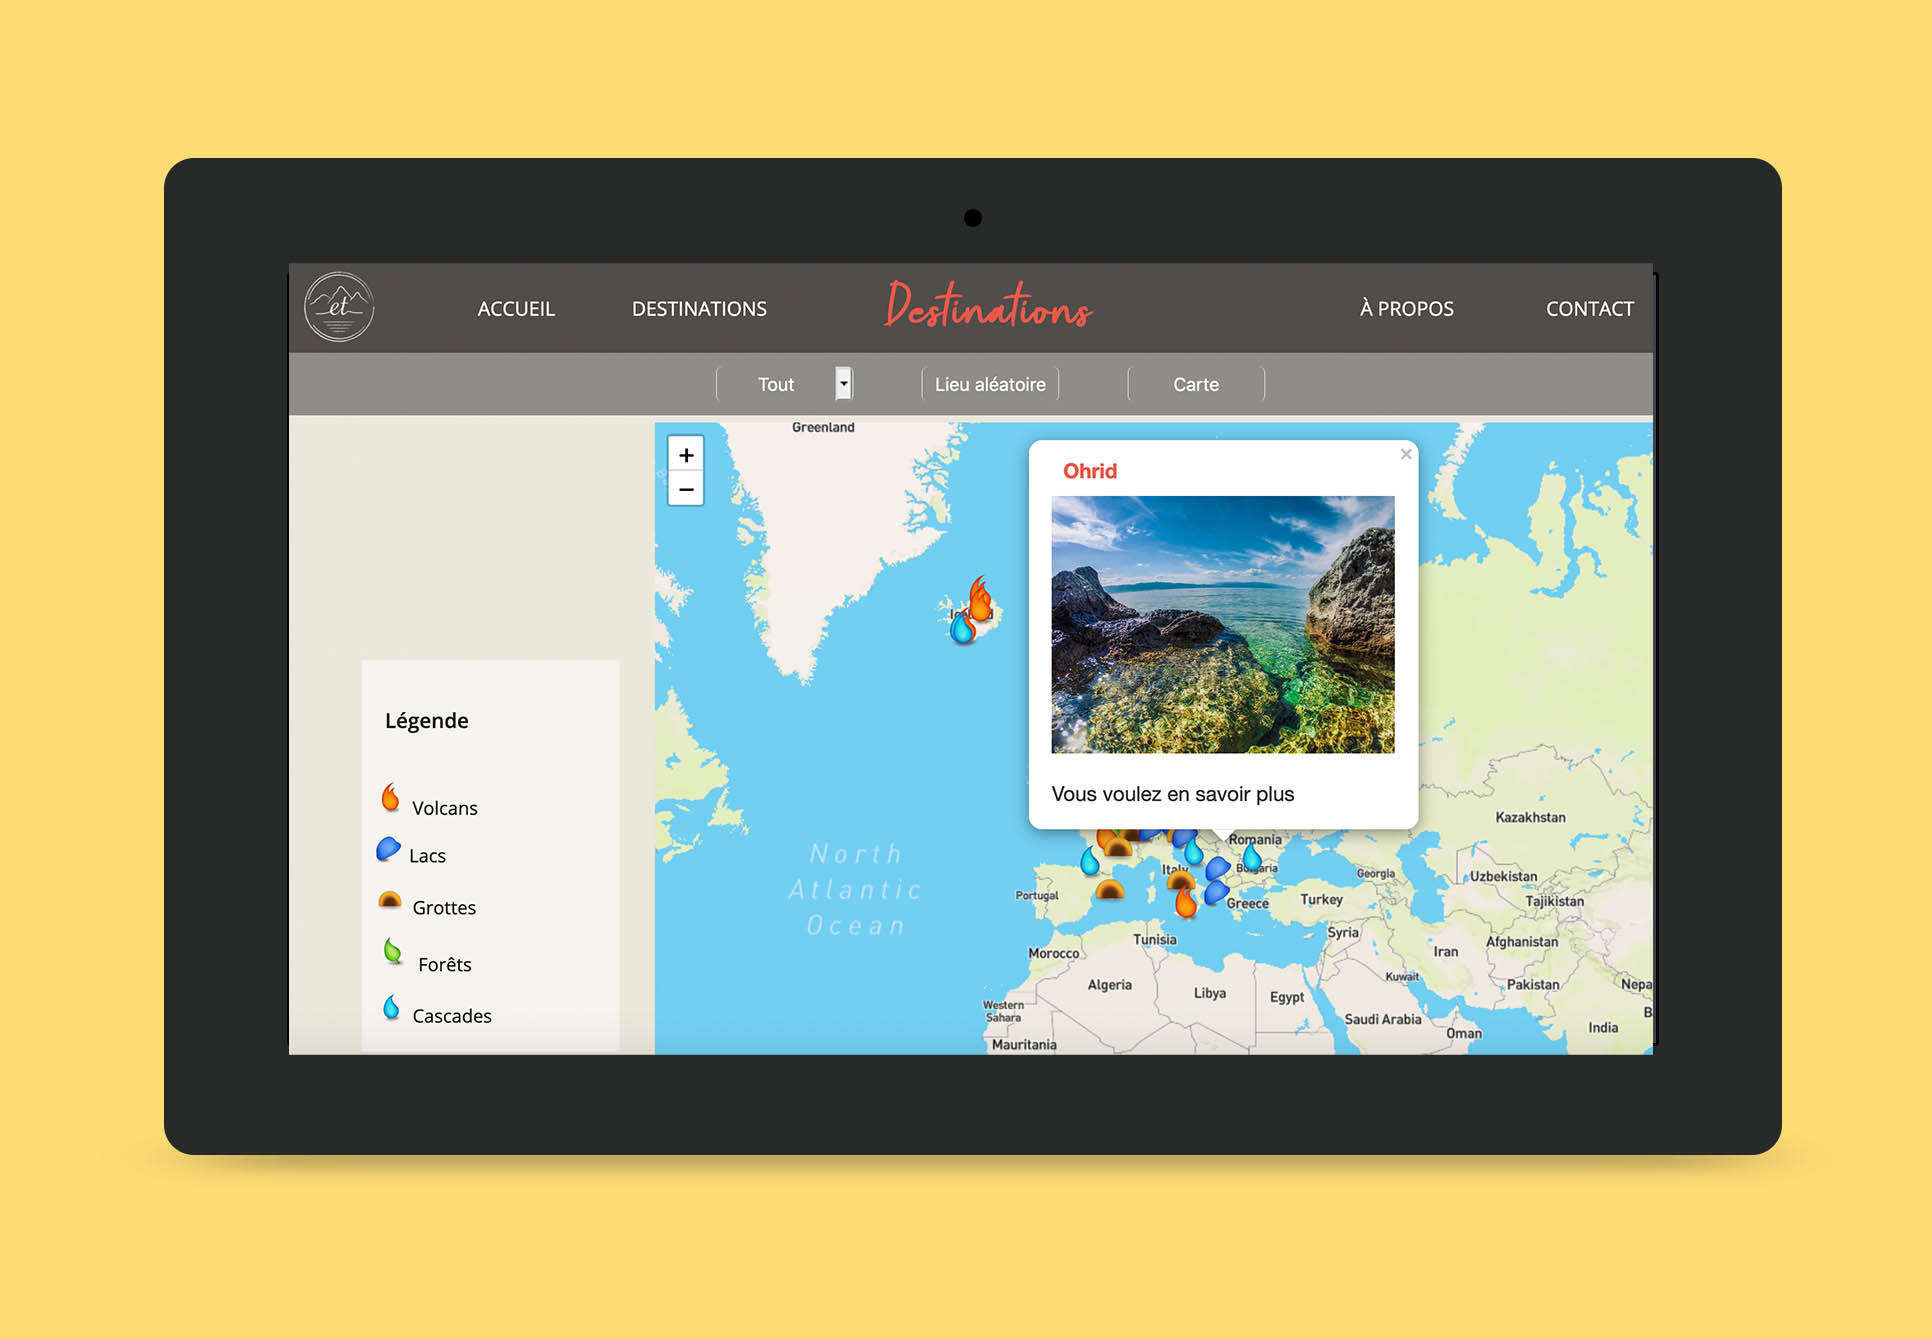 et
ACCUEIL
DESTINATIONS
Destinations
À PROPOS
CONTACT
Tout
Lieu aléatoire
Carte
+
−
Greenland
×
Ohrid
Vous voulez en savoir plus
Légende
Volcans
Lacs
Grottes
Forêts
Cascades
North
Atlantic
Ocean
Kazakhstan
Romania
Italy
Bulgaria
Georgia
Uzbekistan
Portugal
Greece
Turkey
Tajikistan
Syria
Tunisia
Morocco
Iran
Afghanistan
Algeria
Libya
Egypt
Kuwait
Pakistan
Nepa
Western
Sahara
Saudi Arabia
Oman
India
B
Mauritania